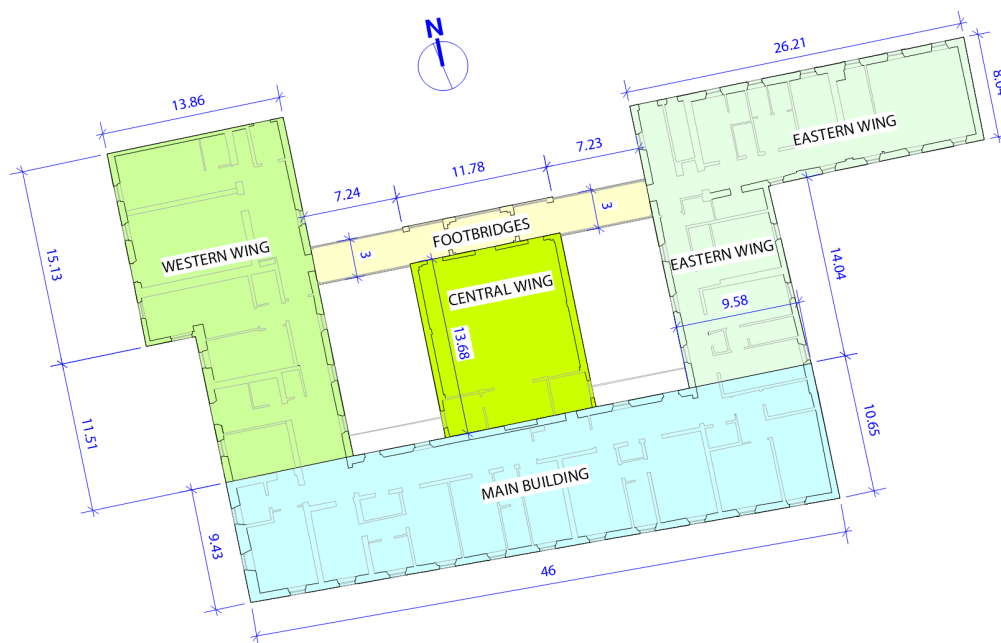 N
26.21
8.04
13.86
EASTERN WING
7.23
11.78
7.24
3
FOOTBRIDGES
3
WESTERN WING
EASTERN WING
15.13
14.04
CENTRAL WING
9.58
13.68
11.51
10.65
MAIN BUILDING
9.43
46